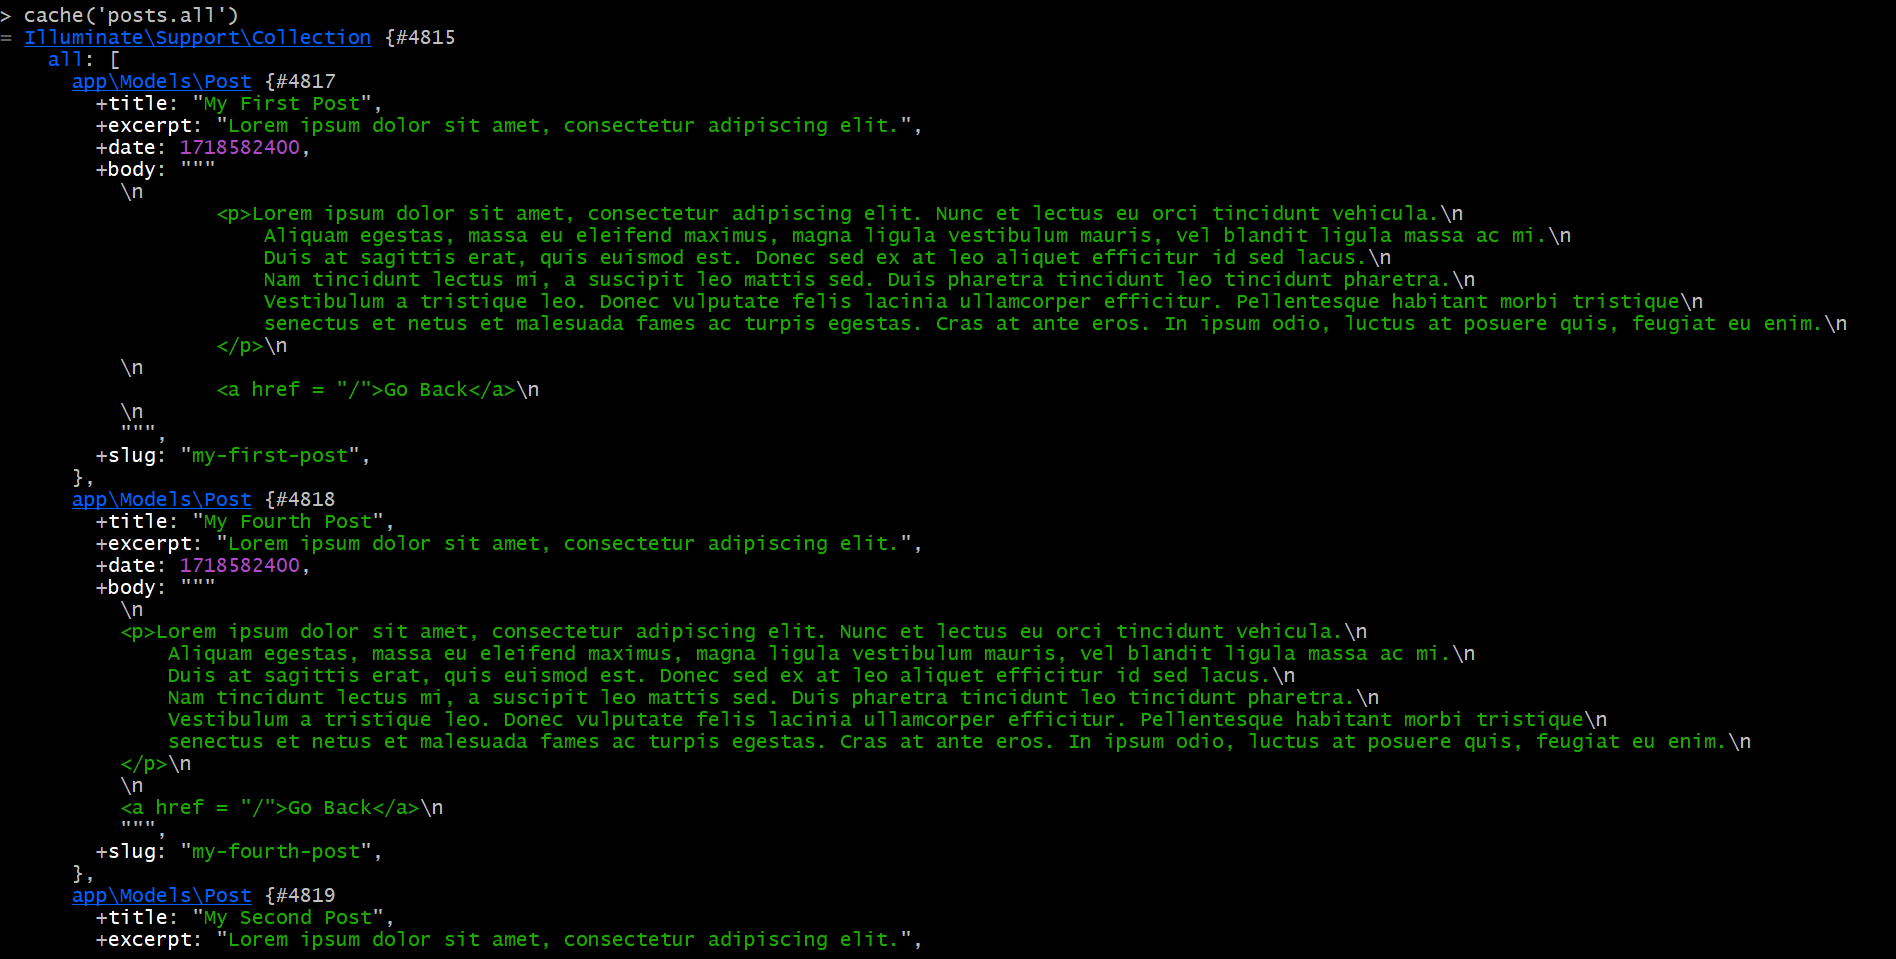 > cache('posts.all')
= Illuminate\Support\Collection {#4815
    all: [
      app\Models\Post {#4817
        +title: "My First Post",
        +excerpt: "Lorem ipsum dolor sit amet, consectetur adipiscing elit.",
        +date: 1718582400,
        +body: """
          \n
                  <p>Lorem ipsum dolor sit amet, consectetur adipiscing elit. Nunc et lectus eu orci tincidunt vehicula.\n
                      Aliquam egestas, massa eu eleifend maximus, magna ligula vestibulum mauris, vel blandit ligula massa ac mi.\n
                      Duis at sagittis erat, quis euismod est. Donec sed ex at leo aliquet efficitur id sed lacus.\n
                      Nam tincidunt lectus mi, a suscipit leo mattis sed. Duis pharetra tincidunt leo tincidunt pharetra.\n
                      Vestibulum a tristique leo. Donec vulputate felis lacinia ullamcorper efficitur. Pellentesque habitant morbi tristique\n
                      senectus et netus et malesuada fames ac turpis egestas. Cras at ante eros. In ipsum odio, luctus at posuere quis, feugiat eu enim.\n
                  </p>\n
          \n
                  <a href = "/">Go Back</a>\n
          \n
          """,
        +slug: "my-first-post",
      },
      app\Models\Post {#4818
        +title: "My Fourth Post",
        +excerpt: "Lorem ipsum dolor sit amet, consectetur adipiscing elit.",
        +date: 1718582400,
        +body: """
          \n
          <p>Lorem ipsum dolor sit amet, consectetur adipiscing elit. Nunc et lectus eu orci tincidunt vehicula.\n
              Aliquam egestas, massa eu eleifend maximus, magna ligula vestibulum mauris, vel blandit ligula massa ac mi.\n
              Duis at sagittis erat, quis euismod est. Donec sed ex at leo aliquet efficitur id sed lacus.\n
              Nam tincidunt lectus mi, a suscipit leo mattis sed. Duis pharetra tincidunt leo tincidunt pharetra.\n
              Vestibulum a tristique leo. Donec vulputate felis lacinia ullamcorper efficitur. Pellentesque habitant morbi tristique\n
              senectus et netus et malesuada fames ac turpis egestas. Cras at ante eros. In ipsum odio, luctus at posuere quis, feugiat eu enim.\n
          </p>\n
          \n
          <a href = "/">Go Back</a>\n
          """,
        +slug: "my-fourth-post",
      },
      app\Models\Post {#4819
        +title: "My Second Post",
        +excerpt: "Lorem ipsum dolor sit amet, consectetur adipiscing elit.",